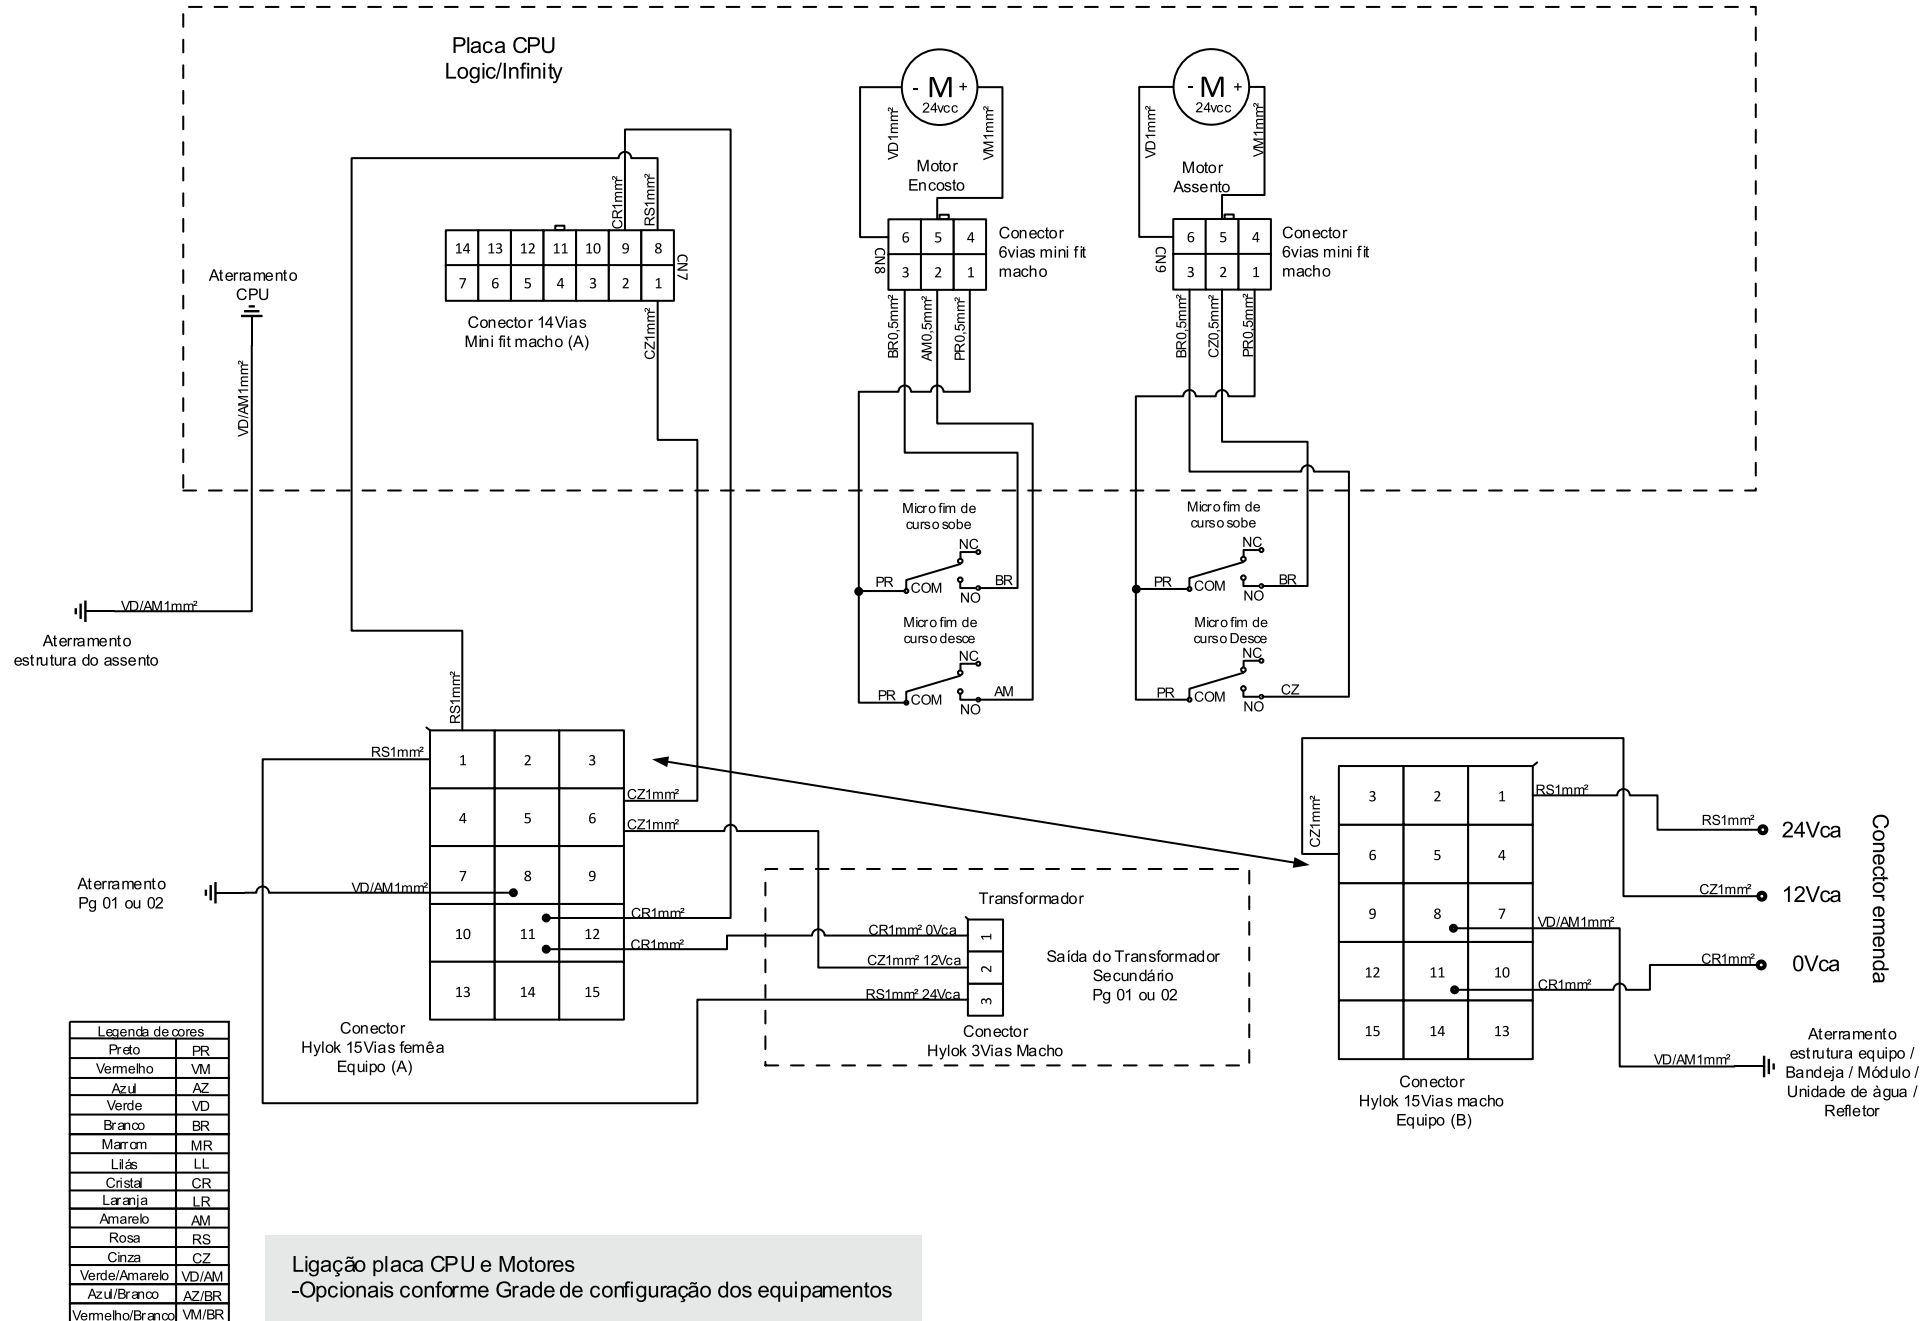 Placa CPU
Logic/Infinity
- M +
24vcc
VD1mm²
VM1mm²
Motor
Encosto
- M +
24vcc
VD1mm²
VM1mm²
Motor
Assento
CR1mm²
RS1mm²
14 13 12 11 10 9 8
7 6 5 4 3 2 1
CN7
Conector 14Vias
Mini fit macho (A)
CZ1mm²
6 5 4
3 2 1
CN8
Conector
6vias mini fit
macho
BR0,5mm²
AM0,5mm²
PR0,5mm²
6 5 4
3 2 1
CN9
Conector
6vias mini fit
macho
BR0,5mm²
CZ0,5mm²
PR0,5mm²
Aterramento
CPU
VD/AM1mm²
VD/AM1mm²
Aterramento
estrutura do assento
Micro fim de
curso sobe
NC
PR
COM
BR
NO
Micro fim de
curso desce
NC
PR
COM
AM
NO
Micro fim de
curso sobe
NC
PR
COM
BR
NO
Micro fim de
curso Desce
NC
PR
COM
CZ
NO
RS1mm²
RS1mm²
1 2 3
4 5 6
7 8 9
10 11 12
13 14 15
CZ1mm²
CZ1mm²
VD/AM1mm²
CR1mm²
CR1mm²
Aterramento
Pg 01 ou 02
Conector
Hylok 15Vias femêa
Equipo (A)
Transformador
CR1mm² 0Vca
CZ1mm² 12Vca
RS1mm² 24Vca
1
2
3
Saída do Transformador
Secundário
Pg 01 ou 02
Conector
Hylok 3Vias Macho
CZ1mm²
3 2 1
6 5 4
9 8 7
12 11 10
15 14 13
RS1mm²
VD/AM1mm²
CR1mm²
Conector
Hylok 15Vias macho
Equipo (B)
RS1mm²
24Vca
CZ1mm²
12Vca
CR1mm²
0Vca
Conector emenda
VD/AM1mm²
Aterramento
estrutura equipo /
Bandeja / Módulo /
Unidade de àgua /
Refletor
Legenda de cores
Preto PR
Vermelho VM
Azul AZ
Verde VD
Branco BR
Marrom MR
Lilás LL
Cristal CR
Laranja LR
Amarelo AM
Rosa RS
Cinza CZ
Verde/Amarelo VD/AM
Azul/Branco AZ/BR
Vermelho/Branco VM/BR
Ligação placa CPU e Motores
-Opcionais conforme Grade de configuração dos equipamentos